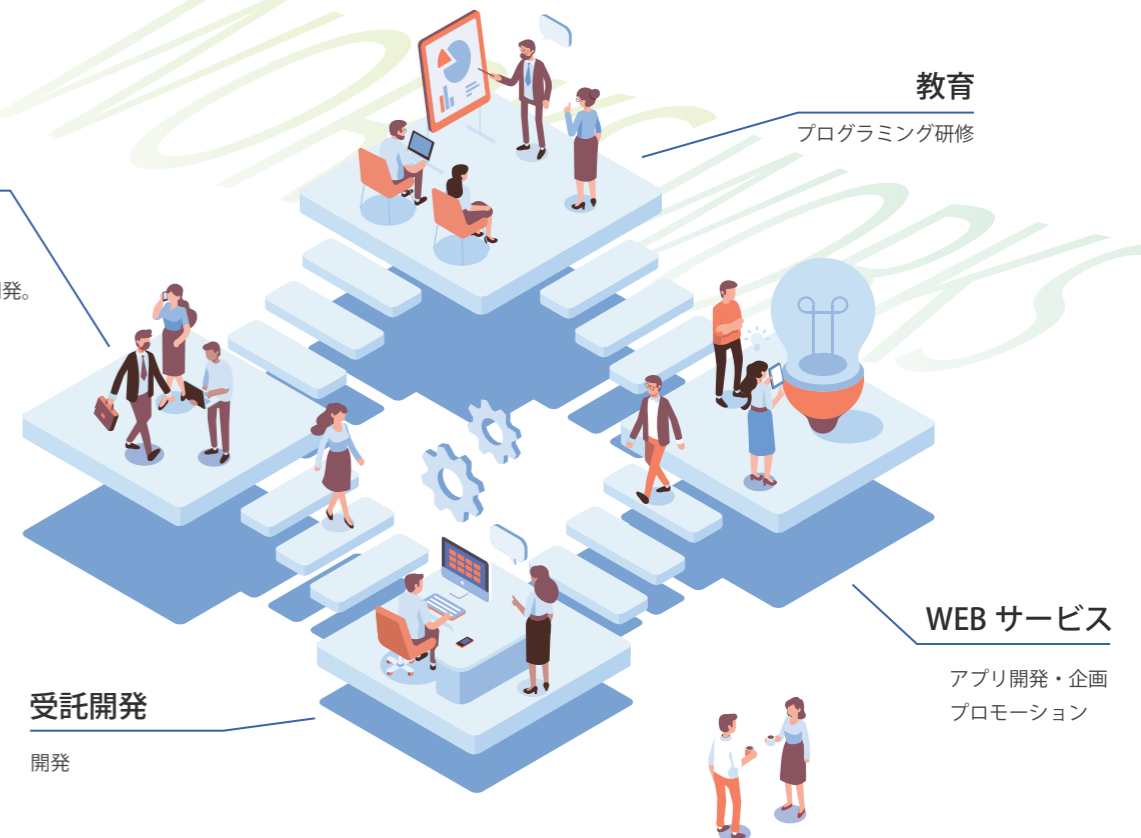 教育
プログラミング研修
発。
WEB サービス
アプリ開発・企画
プロモーション
受託開発
開発